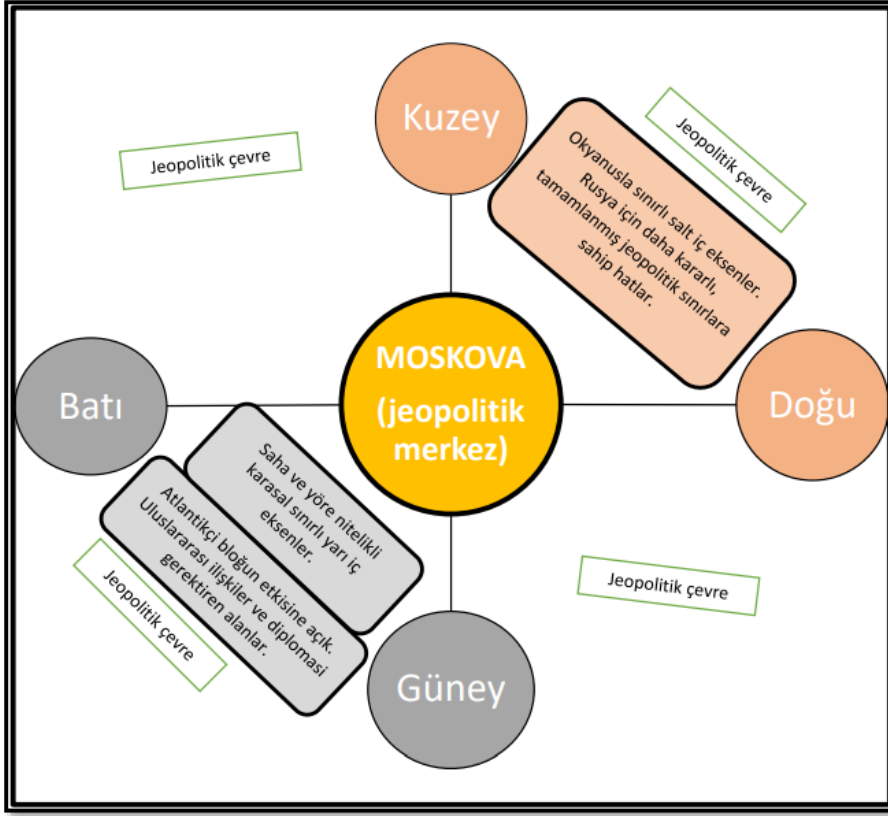 Kuzey
Jeopolitik çevre
Jeopolitik çevre
Okyanusla sınırlı salt iç eksenler.
Rusya için daha kararlı,
tamamlanmış jeopolitik sınırlara
sahip hatlar.
MOSKOVA
(jeopolitik
merkez)
Batı
Doğu
Saha ve yöre nitelikli
karasal sınırlı yarı iç
eksenler.
Atlantikçi bloğun etkisine açık.
Uluslararası ilişkiler ve diplomasi
gerektiren alanlar.
Jeopolitik çevre
Jeopolitik çevre
Güney